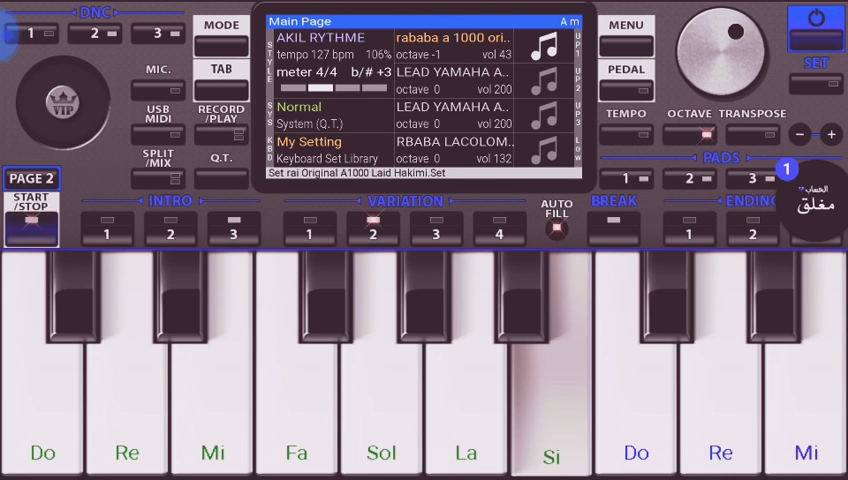 DNC
1
2
3
MODE
TAB
MIC.
USB
MIDI
RECORD
/PLAY
SPLIT
/MIX
Q.T.
VIP
Main Page
A m
STYLE
AKIL RYTHME
tempo 127 bpm 106%
meter 4/4 b/# +3
SYS
Normal
System (Q.T.)
KBD
My Setting
Keyboard Set Library
rababa a 1000 ori..
octave -1 vol 43
UP1
LEAD YAMAHA A..
octave 0 vol 200
UP2
LEAD YAMAHA A..
octave 0 vol 200
UP3
RBABA LACOLOM..
octave 0 vol 132
Low
Set rai Original A1000 Laid Hakimi.Set
MENU
PEDAL
SET
TEMPO
OCTAVE
TRANSPOSE
PADS
1
2
3
1
الحساب
مغلق
PAGE 2
START
STOP
INTRO
1
2
3
VARIATION
1
2
3
4
AUTO
FILL
BREAK
ENDING
1
2
Do
Re
Mi
Fa
Sol
La
Si
Do
Re
Mi